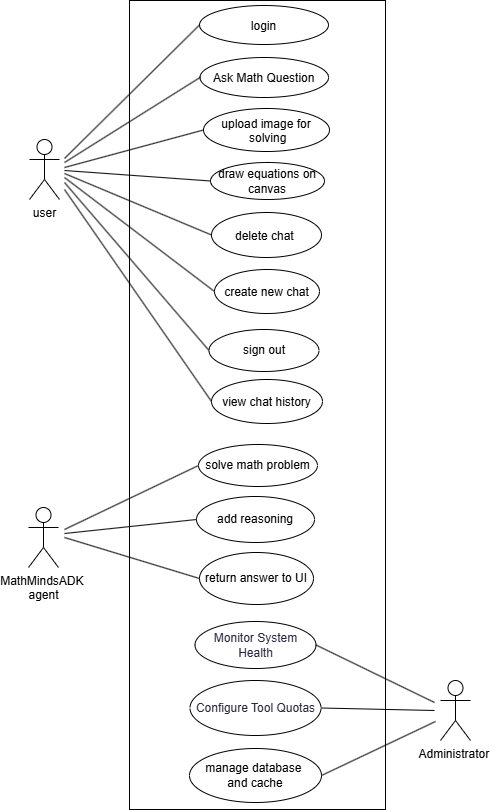 login
Ask Math Question
upload image for
solving
draw equations on
canvas
user
delete chat
create new chat
sign out
view chat history
solve math problem
add reasoning
MathMindsADK
agent
return answer to UI
Monitor System
Health
Configure Tool Quotas
Administrator
manage database
and cache